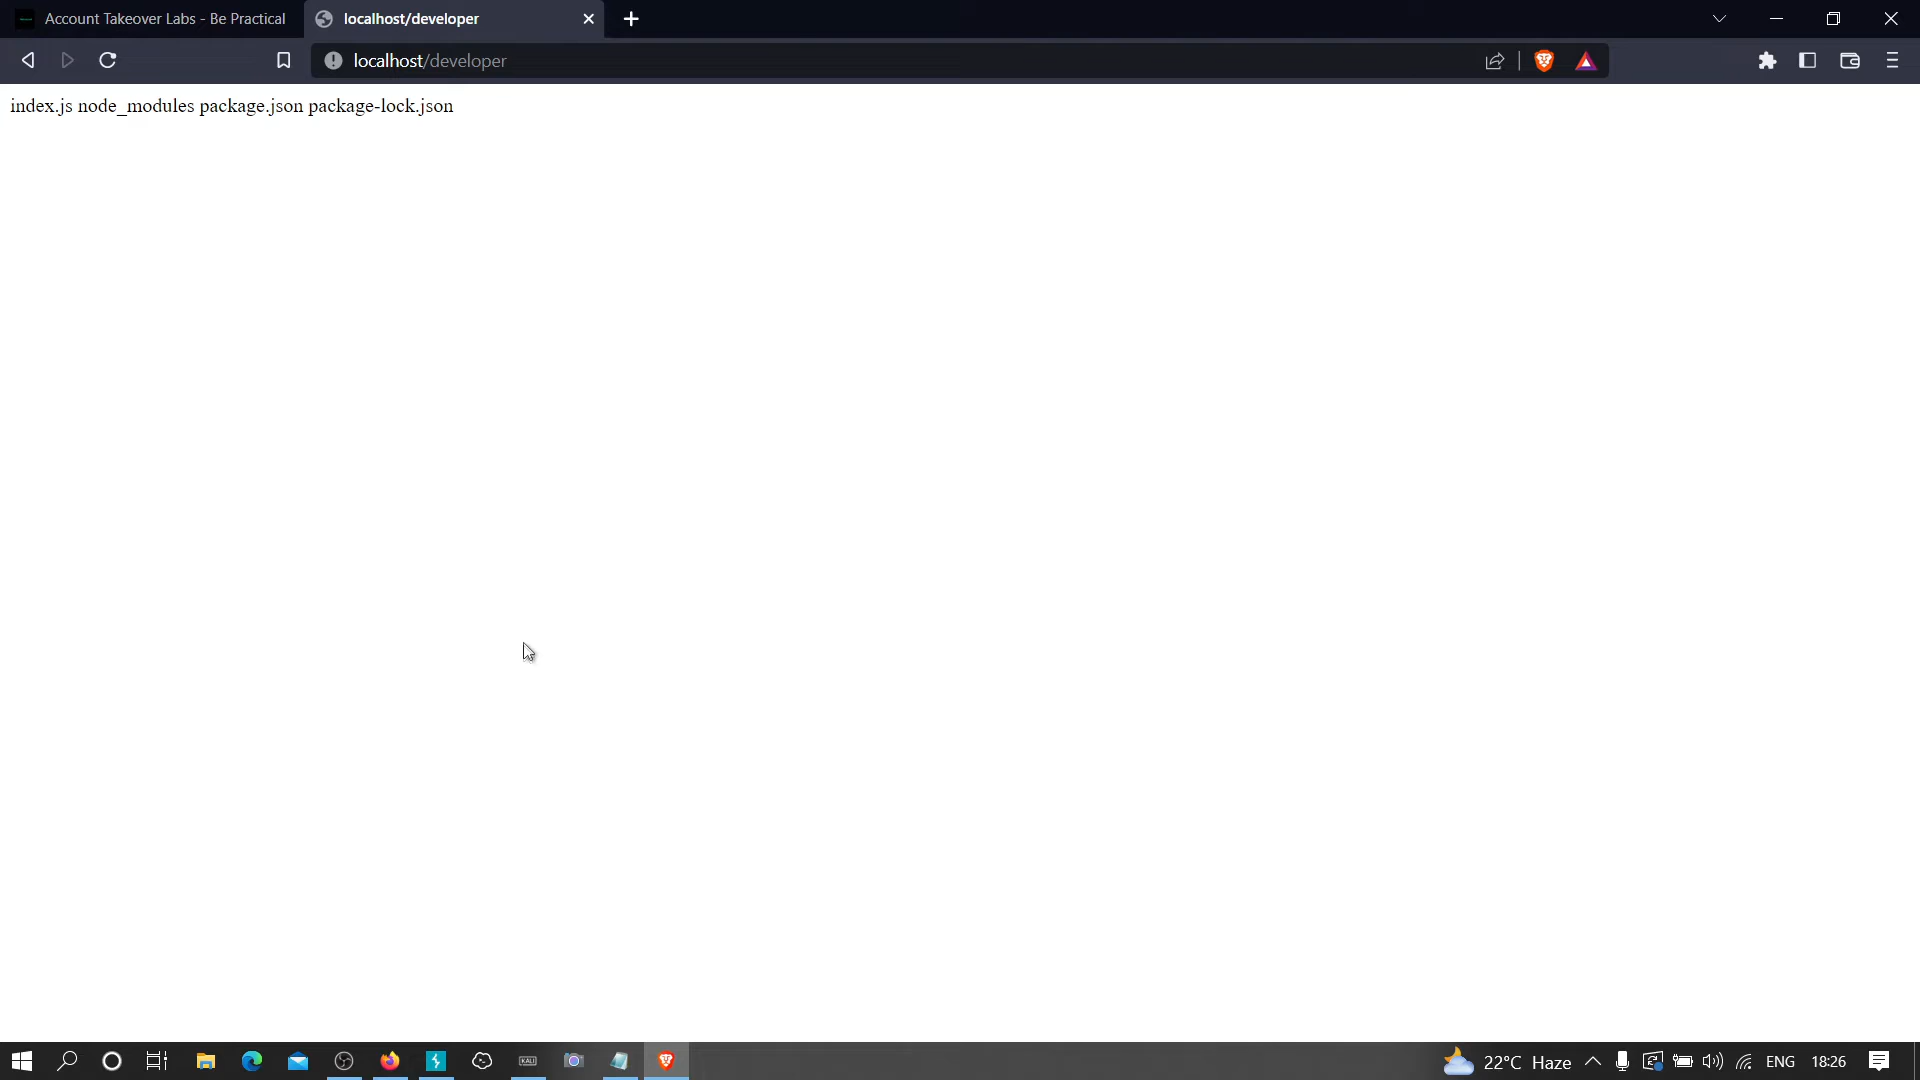 Account Takeover Labs - Be Practical
localhost/developer
localhost/developer
index.js node_modules package.json package-lock.json
KALI
22°C Haze
ENG
18:26